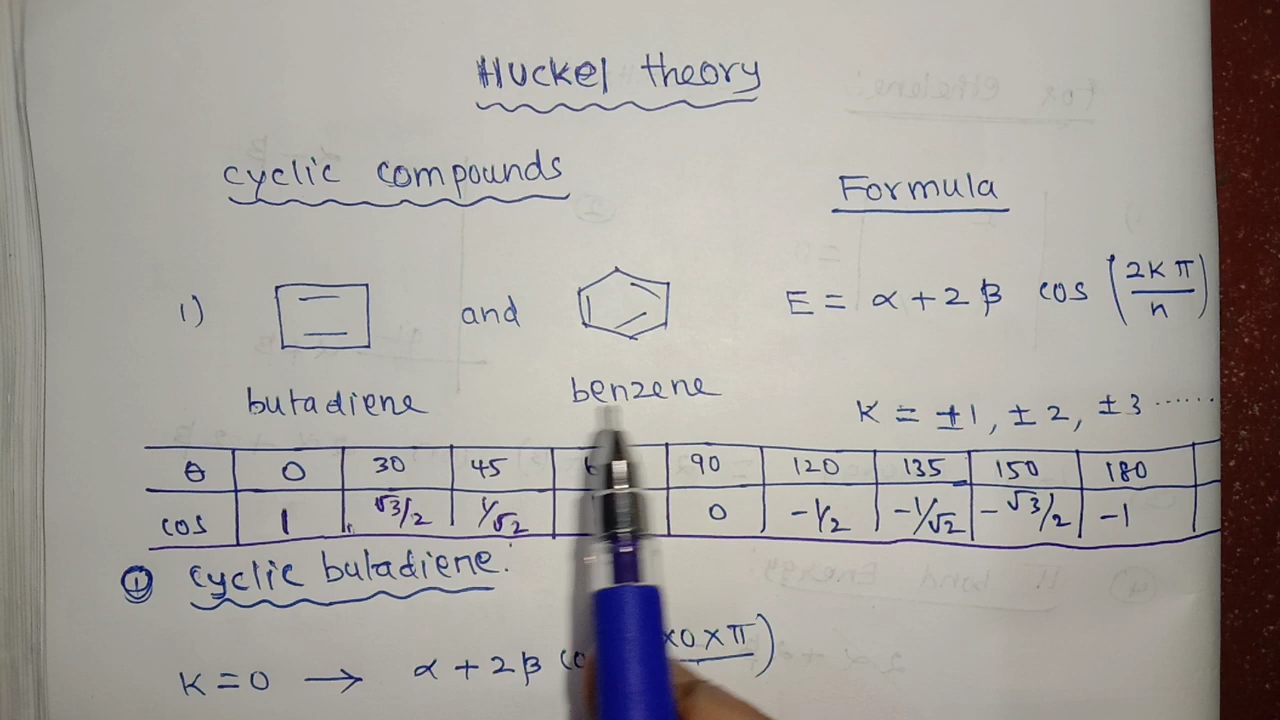 Huckel theory
cyclic compounds
Formula
1) and E = α + 2β cos (2kπ/n)
butadiene benzene
K = ±1, ±2, ±3 ......
θ 0 30 45 90 120 135 150 180
cos 1 √3/2 1/√2 0 -1/2 -1/√2 -√3/2 -1
① cyclic butadiene:
K = 0 → α + 2β ×0×π)